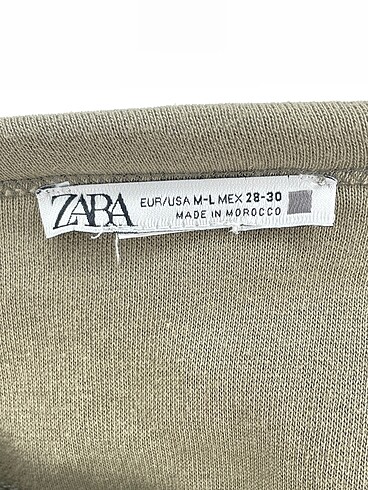 ZARA EUR/USA M-L MEX 28-30
MADE IN MOROCCO